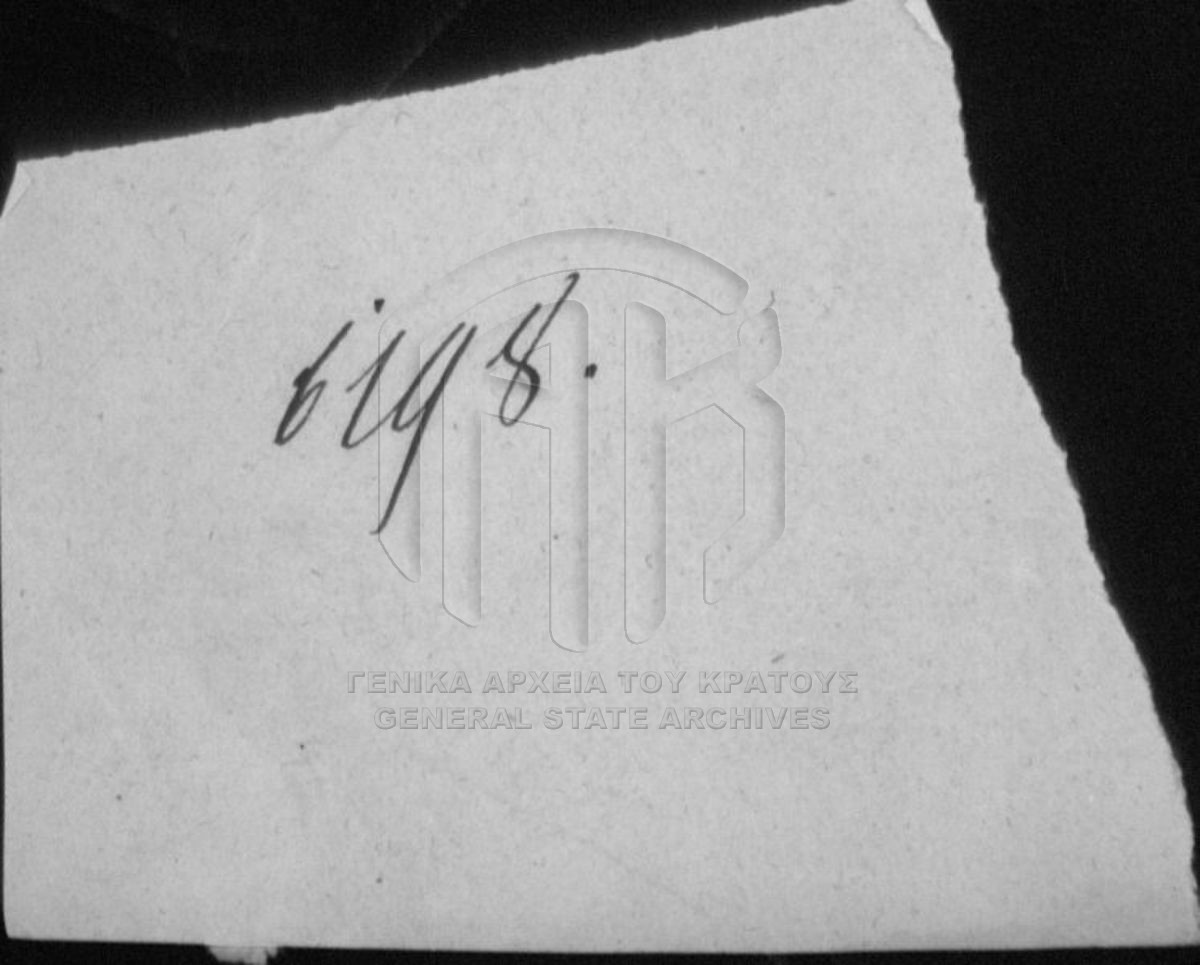 6198.
ΓΕΝΙΚΑ ΑΡΧΕΙΑ ΤΟΥ ΚΡΑΤΟΥΣ
GENERAL STATE ARCHIVES